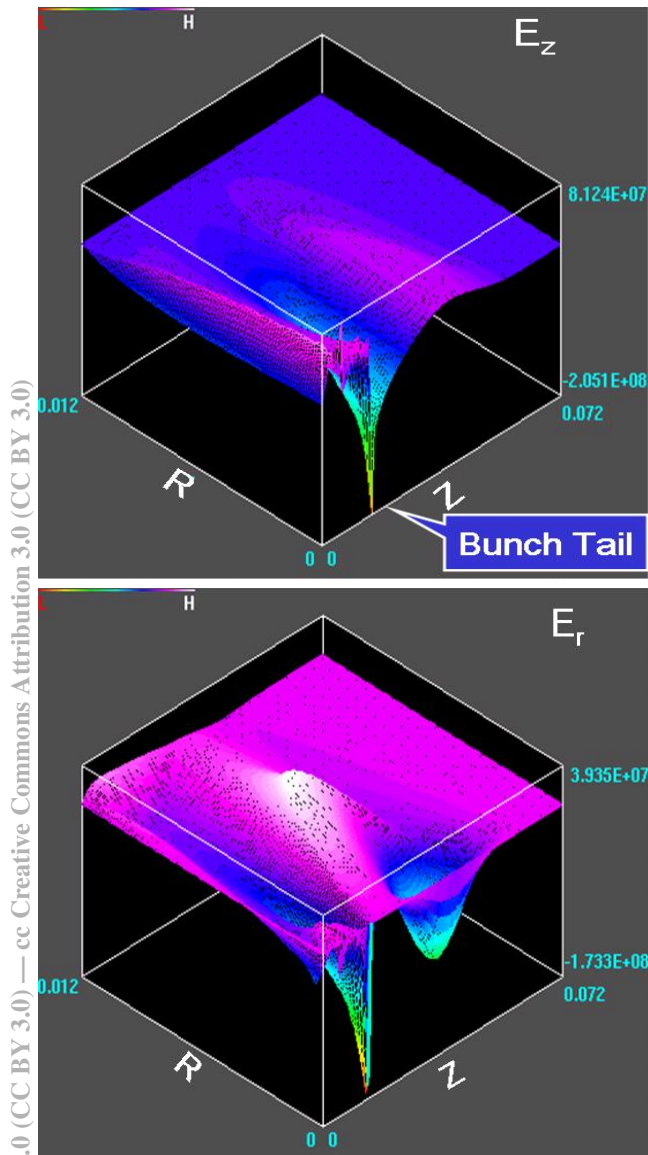 L H
E_z
8.124E+07
-2.051E+08
0.012
0.072
R
Z
0 0
Bunch Tail
L H
E_r
3.935E+07
-1.733E+08
0.012
0.072
R
Z
0 0
.0 (CC BY 3.0) — cc Creative Commons Attribution 3.0 (CC BY 3.0)